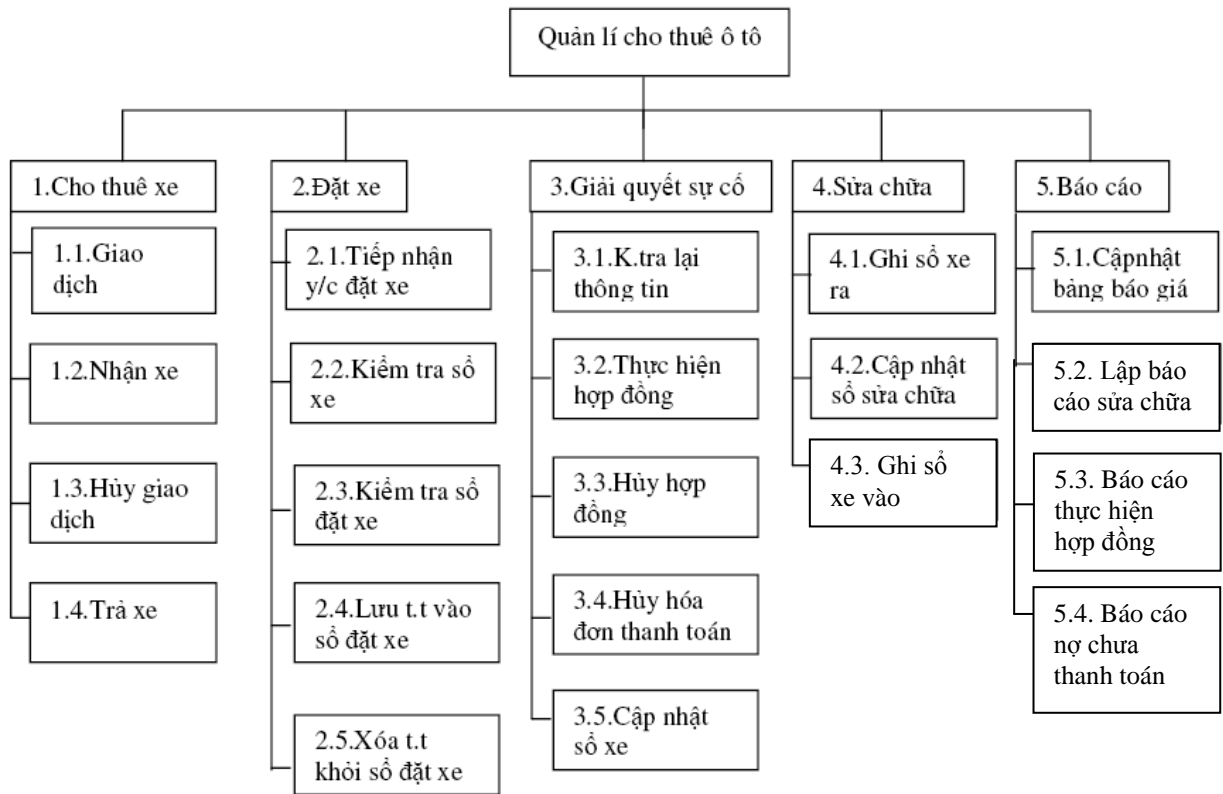 Quản lí cho thuê ô tô
1.Cho thuê xe
1.1.Giao
dịch
1.2.Nhận xe
1.3.Hủy giao
dịch
1.4.Trả xe
2.Đặt xe
2.1.Tiếp nhận
y/c đặt xe
2.2.Kiểm tra sổ
xe
2.3.Kiểm tra sổ
đặt xe
2.4.Lưu t.t vào
sổ đặt xe
2.5.Xóa t.t
khỏi sổ đặt xe
3.Giải quyết sự cố
3.1.K.tra lại
thông tin
3.2.Thực hiện
hợp đồng
3.3.Hủy hợp
đồng
3.4.Hủy hóa
đơn thanh toán
3.5.Cập nhật
sổ xe
4.Sửa chữa
4.1.Ghi sổ xe
ra
4.2.Cập nhật
sổ sửa chữa
4.3. Ghi sổ
xe vào
5.Báo cáo
5.1.Cậpnhật
bảng báo giá
5.2. Lập báo
cáo sửa chữa
5.3. Báo cáo
thực hiện
hợp đồng
5.4. Báo cáo
nợ chưa
thanh toán